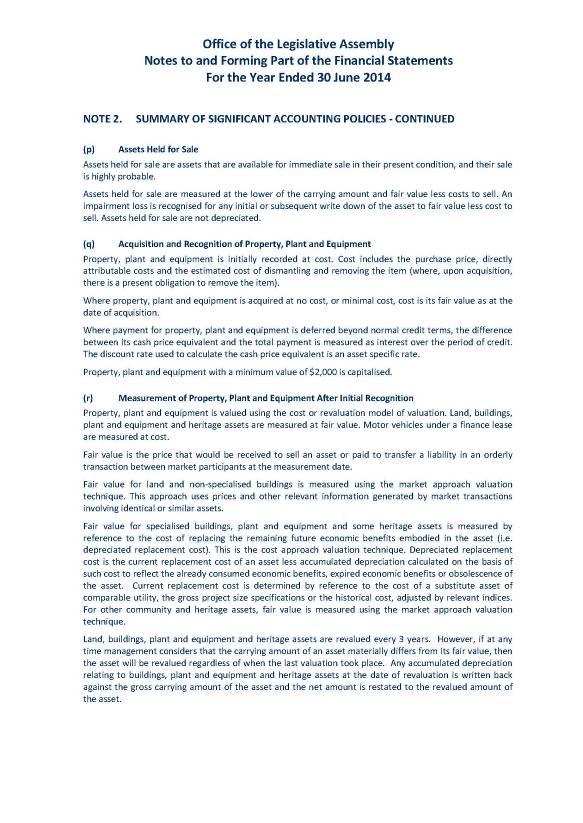 Office of the Legislative Assembly
Notes to and Forming Part of the Financial Statements
For the Year Ended 30 June 2014
NOTE 2. SUMMARY OF SIGNIFICANT ACCOUNTING POLICIES - CONTINUED
(p) Assets Held for Sale
Assets held for sale are assets that are available for immediate sale in their present condition, and their sale
is highly probable.
Assets held for sale are measured at the lower of the carrying amount and fair value less costs to sell. An
impairment loss is recognised for any initial or subsequent write down of the asset to fair value less cost to
sell. Assets held for sale are not depreciated.
(q) Acquisition and Recognition of Property, Plant and Equipment
Property, plant and equipment is initially recorded at cost. Cost includes the purchase price, directly
attributable costs and the estimated cost of dismantling and removing the item (where, upon acquisition,
there is a present obligation to remove the item).
Where property, plant and equipment is acquired at no cost, or minimal cost, cost is its fair value as at the
date of acquisition.
Where payment for property, plant and equipment is deferred beyond normal credit terms, the difference
between its cash price equivalent and the total payment is measured as interest over the period of credit.
The discount rate used to calculate the cash price equivalent is an asset specific rate.
Property, plant and equipment with a minimum value of $2,000 is capitalised.
(r) Measurement of Property, Plant and Equipment After Initial Recognition
Property, plant and equipment is valued using the cost or revaluation model of valuation. Land, buildings,
plant and equipment and heritage assets are measured at fair value. Motor vehicles under a finance lease
are measured at cost.
Fair value is the price that would be received to sell an asset or paid to transfer a liability in an orderly
transaction between market participants at the measurement date.
Fair value for land and non-specialised buildings is measured using the market approach valuation
technique. This approach uses prices and other relevant information generated by market transactions
involving identical or similar assets.
Fair value for specialised buildings, plant and equipment and some heritage assets is measured by
reference to the cost of replacing the remaining future economic benefits embodied in the asset (i.e.
depreciated replacement cost). This is the cost approach valuation technique. Depreciated replacement
cost is the current replacement cost of an asset less accumulated depreciation calculated on the basis of
such cost to reflect the already consumed economic benefits, expired economic benefits or obsolescence of
the asset. Current replacement cost is determined by reference to the cost of a substitute asset of
comparable utility, the gross project size specifications or the historical cost, adjusted by relevant indices.
For other community and heritage assets, fair value is measured using the market approach valuation
technique.
Land, buildings, plant and equipment and heritage assets are revalued every 3 years. However, if at any
time management considers that the carrying amount of an asset materially differs from its fair value, then
the asset will be revalued regardless of when the last valuation took place. Any accumulated depreciation
relating to buildings, plant and equipment and heritage assets at the date of revaluation is written back
against the gross carrying amount of the asset and the net amount is restated to the revalued amount of
the asset.